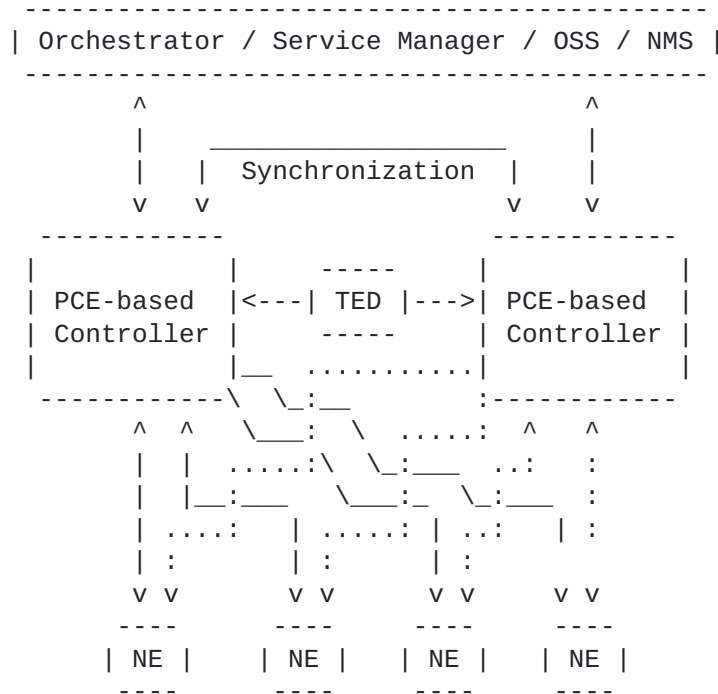 Orchestrator / Service Manager / OSS / NMS
Synchronization
TED
PCE-based PCE-based
Controller Controller
NE NE NE NE